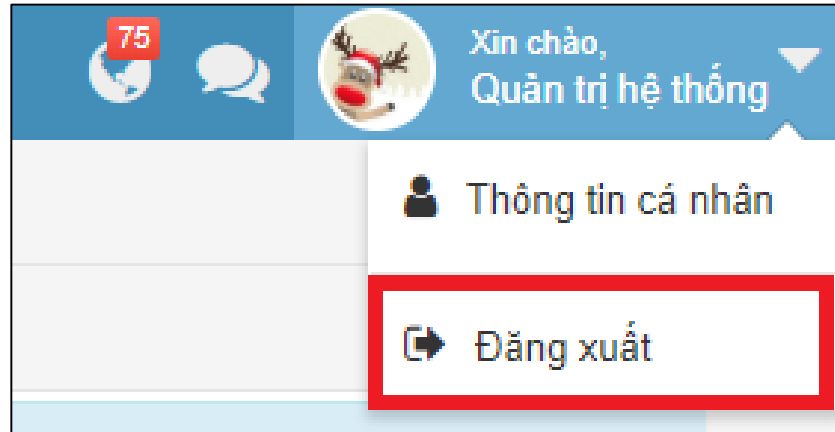 75
Xin chào,
Quản trị hệ thống
Thông tin cá nhân
Đăng xuất